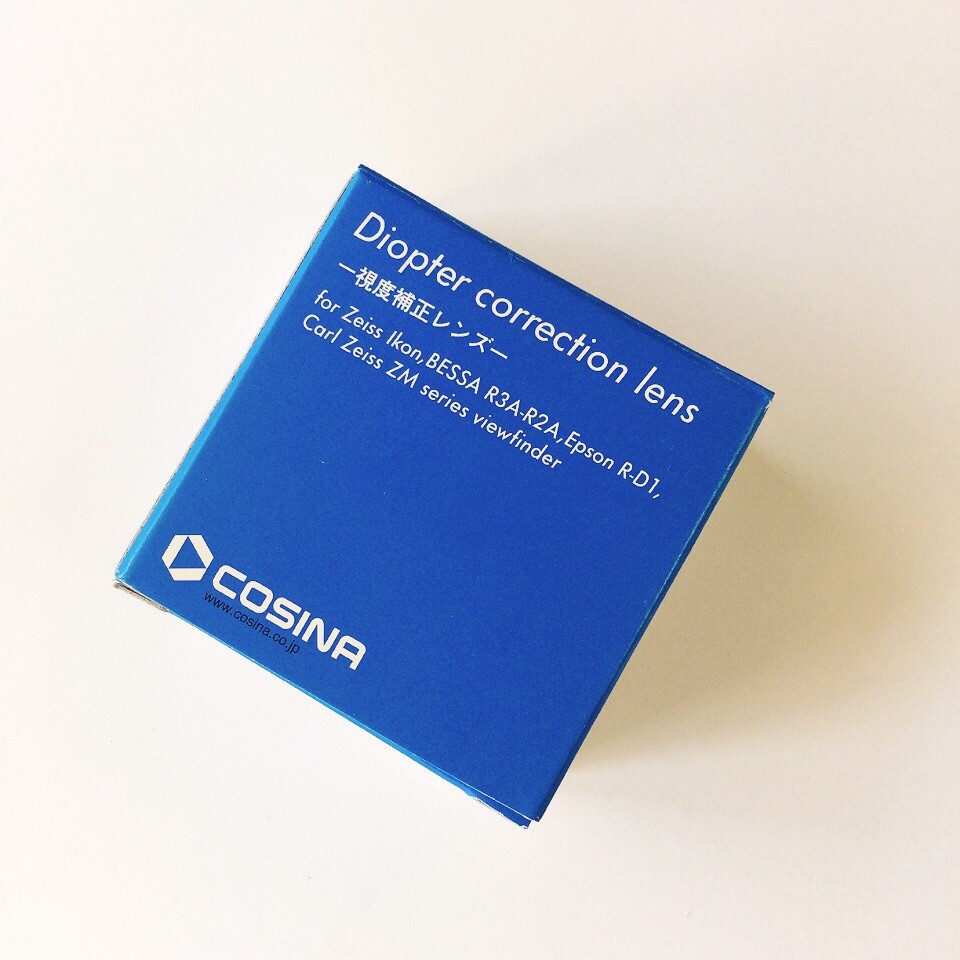 Diopter correction lens
ー視度補正レンズー
for Zeiss Ikon, BESSA R3A-R2A, Epson R-D1,
Carl Zeiss ZM series viewfinder
COSINA
www.cosina.co.jp